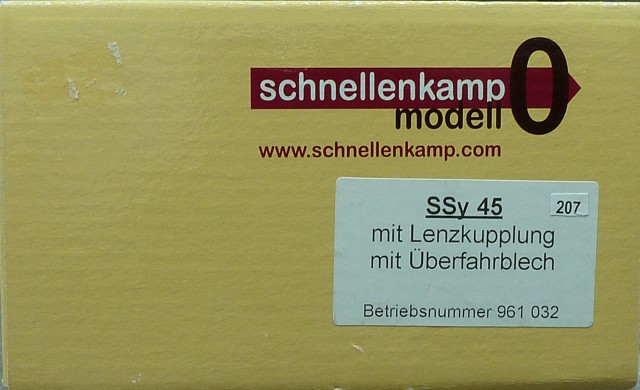 schnellenkamp 0
modell
www.schnellenkamp.com
SSy 45 207
mit Lenzkupplung
mit Überfahrblech
Betriebsnummer 961 032